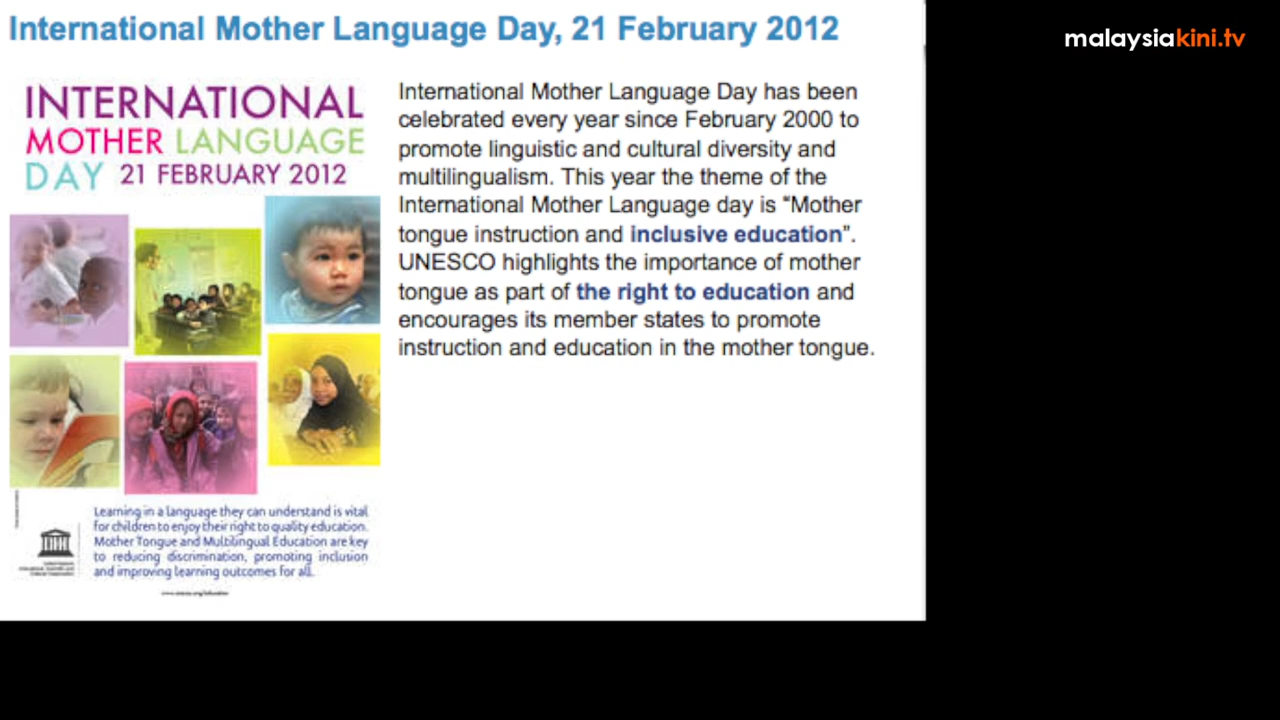 International Mother Language Day, 21 February 2012
malaysiakini.tv
INTERNATIONAL
MOTHER LANGUAGE
DAY 21 FEBRUARY 2012
International Mother Language Day has been
celebrated every year since February 2000 to
promote linguistic and cultural diversity and
multilingualism. This year the theme of the
International Mother Language day is “Mother
tongue instruction and inclusive education”.
UNESCO highlights the importance of mother
tongue as part of the right to education and
encourages its member states to promote
instruction and education in the mother tongue.
Learning in a language they can understand is vital
for children to enjoy their right to quality education.
Mother Tongue and Multilingual Education are key
to reducing discrimination, promoting inclusion
and improving learning outcomes for all.